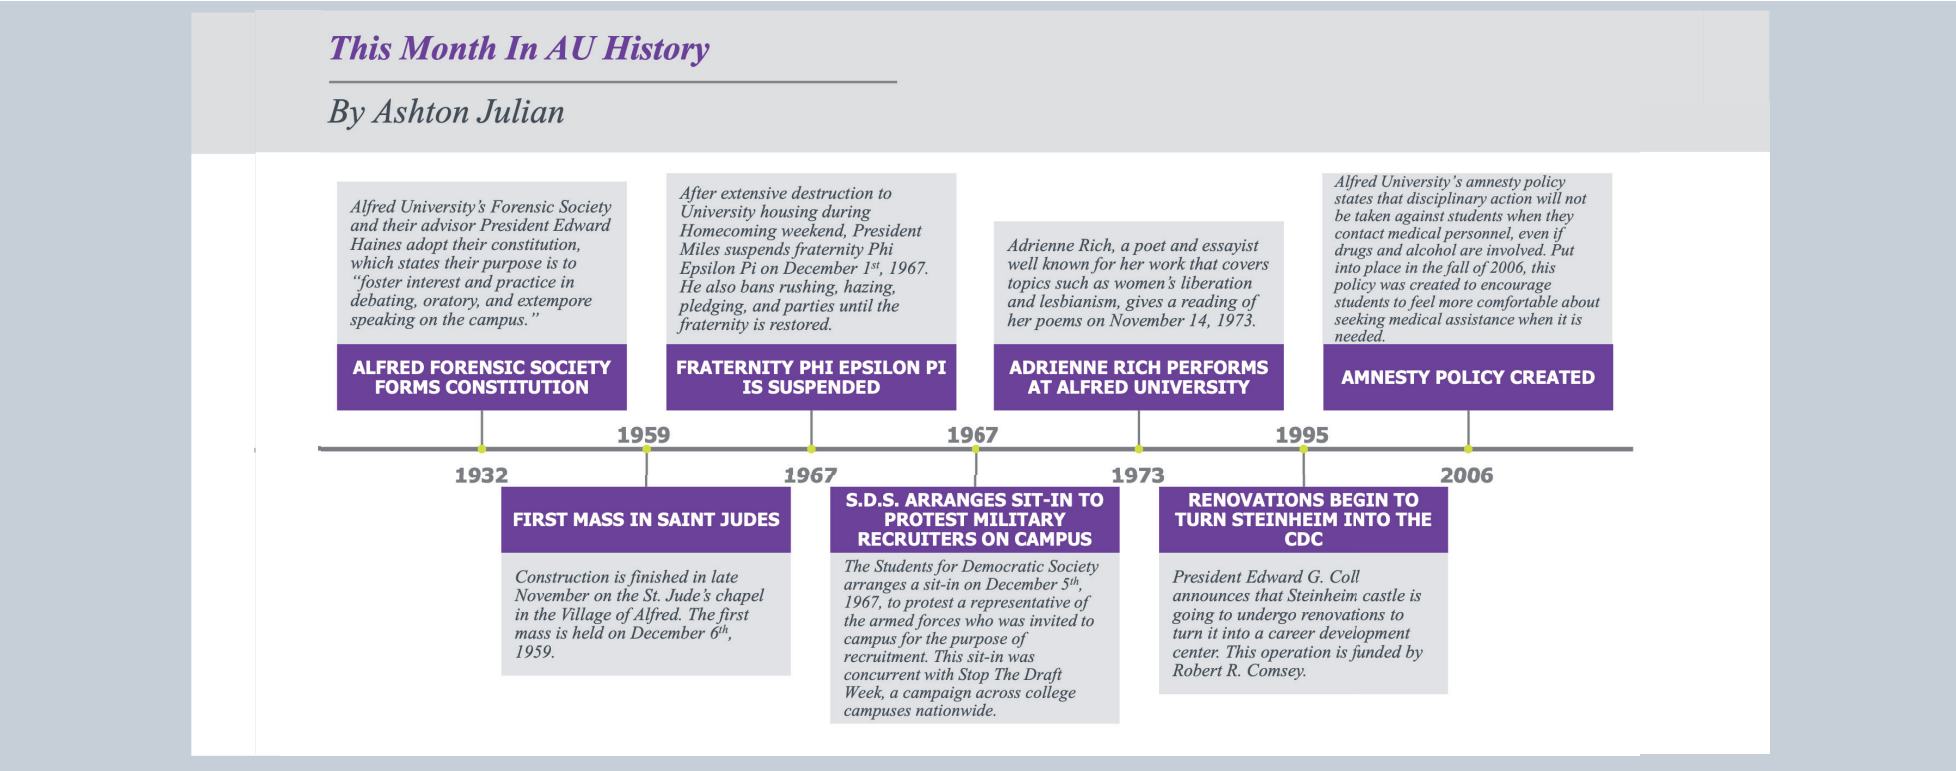 This Month In AU History
By Ashton Julian
Alfred University's Forensic Society
and their advisor President Edward
Haines adopt their constitution,
which states their purpose is to
“foster interest and practice in
debating, oratory, and extempore
speaking on the campus.”
ALFRED FORENSIC SOCIETY
FORMS CONSTITUTION
1932
1959
FIRST MASS IN SAINT JUDES
Construction is finished in late
November on the St. Jude's chapel
in the Village of Alfred. The first
mass is held on December 6th,
1959.
After extensive destruction to
University housing during
Homecoming weekend, President
Miles suspends fraternity Phi
Epsilon Pi on December 1st, 1967.
He also bans rushing, hazing,
pledging, and parties until the
fraternity is restored.
FRATERNITY PHI EPSILON PI
IS SUSPENDED
1967
1967
S.D.S. ARRANGES SIT-IN TO
PROTEST MILITARY
RECRUITERS ON CAMPUS
The Students for Democratic Society
arranges a sit-in on December 5th,
1967, to protest a representative of
the armed forces who was invited to
campus for the purpose of
recruitment. This sit-in was
concurrent with Stop The Draft
Week, a campaign across college
campuses nationwide.
Adrienne Rich, a poet and essayist
well known for her work that covers
topics such as women's liberation
and lesbianism, gives a reading of
her poems on November 14, 1973.
ADRIENNE RICH PERFORMS
AT ALFRED UNIVERSITY
1973
1995
RENOVATIONS BEGIN TO
TURN STEINHEIM INTO THE
CDC
President Edward G. Coll
announces that Steinheim castle is
going to undergo renovations to
turn it into a career development
center. This operation is funded by
Robert R. Comsey.
Alfred University's amnesty policy
states that disciplinary action will not
be taken against students when they
contact medical personnel, even if
drugs and alcohol are involved. Put
into place in the fall of 2006, this
policy was created to encourage
students to feel more comfortable about
seeking medical assistance when it is
needed.
AMNESTY POLICY CREATED
2006